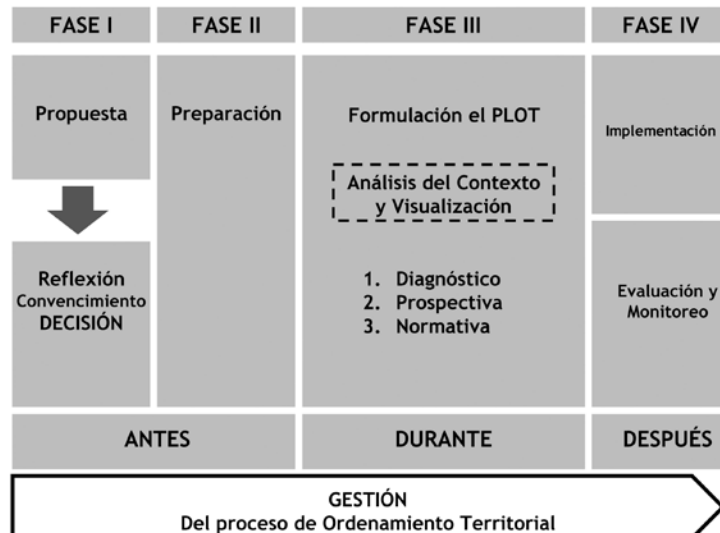 FASE I
FASE II
FASE III
FASE IV
Propuesta
Reflexión
Convencimiento
DECISIÓN
Preparación
Formulación el PLOT
Análisis del Contexto
y Visualización
1. Diagnóstico
2. Prospectiva
3. Normativa
Implementación
Evaluación y
Monitoreo
ANTES
DURANTE
DESPUÉS
GESTIÓN
Del proceso de Ordenamiento Territorial